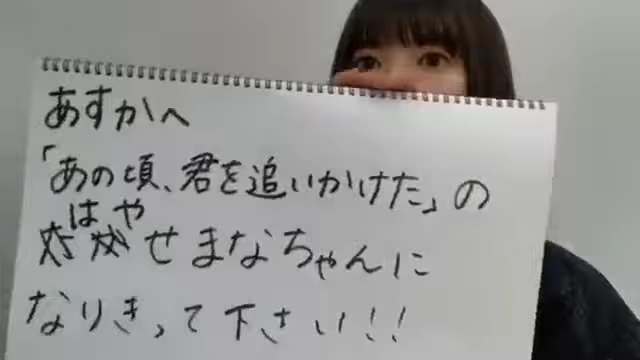 あすかへ
「あの頃、君を追いかけた」の
はや
せまなちゃんに
なりきって下さい!!